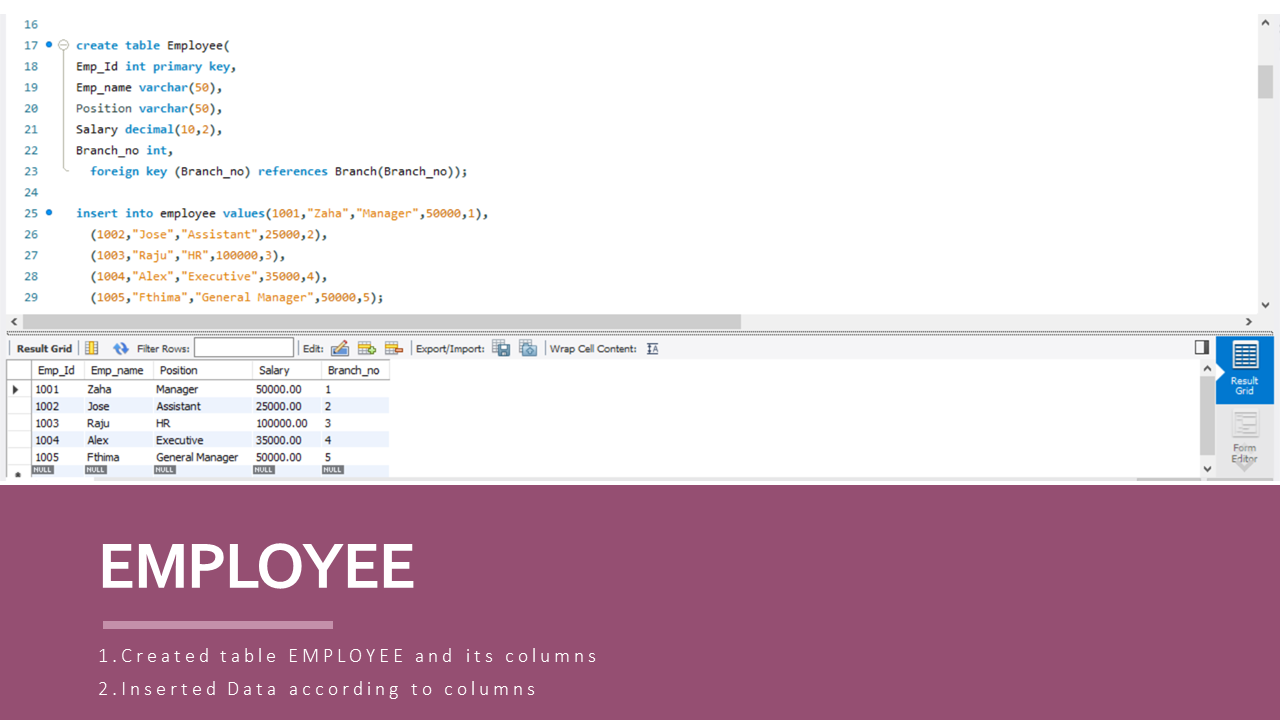 16
17 create table Employee(
18 Emp_Id int primary key,
19 Emp_name varchar(50),
20 Position varchar(50),
21 Salary decimal(10,2),
22 Branch_no int,
23 foreign key (Branch_no) references Branch(Branch_no));
24
25 insert into employee values(1001,"Zaha","Manager",50000,1),
26 (1002,"Jose","Assistant",25000,2),
27 (1003,"Raju","HR",100000,3),
28 (1004,"Alex","Executive",35000,4),
29 (1005,"Fthima","General Manager",50000,5);
Result Grid Filter Rows: Edit: Export/Import: Wrap Cell Content: IA
Emp_Id Emp_name Position Salary Branch_no
1001 Zaha Manager 50000.00 1
1002 Jose Assistant 25000.00 2
1003 Raju HR 100000.00 3
1004 Alex Executive 35000.00 4
1005 Fthima General Manager 50000.00 5
NULL NULL NULL NULL NULL
Result
Grid
Form
Editor
EMPLOYEE
1.Created table EMPLOYEE and its columns
2.Inserted Data according to columns